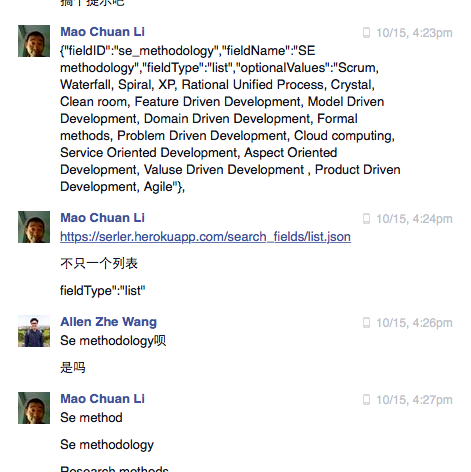 搞个提示吧
Mao Chuan Li
10/15, 4:23pm
{"fieldID":"se_methodology","fieldName":"SE
methodology","fieldType":"list","optionalValues":"Scrum,
Waterfall, Spiral, XP, Rational Unified Process, Crystal,
Clean room, Feature Driven Development, Model Driven
Development, Domain Driven Development, Formal
methods, Problem Driven Development, Cloud computing,
Service Oriented Development, Aspect Oriented
Development, Valuse Driven Development , Product Driven
Development, Agile"},
Mao Chuan Li
10/15, 4:24pm
https://serler.herokuapp.com/search_fields/list.json
不只一个列表
fieldType":"list"
Allen Zhe Wang
10/15, 4:26pm
Se methodology呗
是吗
Mao Chuan Li
10/15, 4:27pm
Se method
Se methodology
Research methods